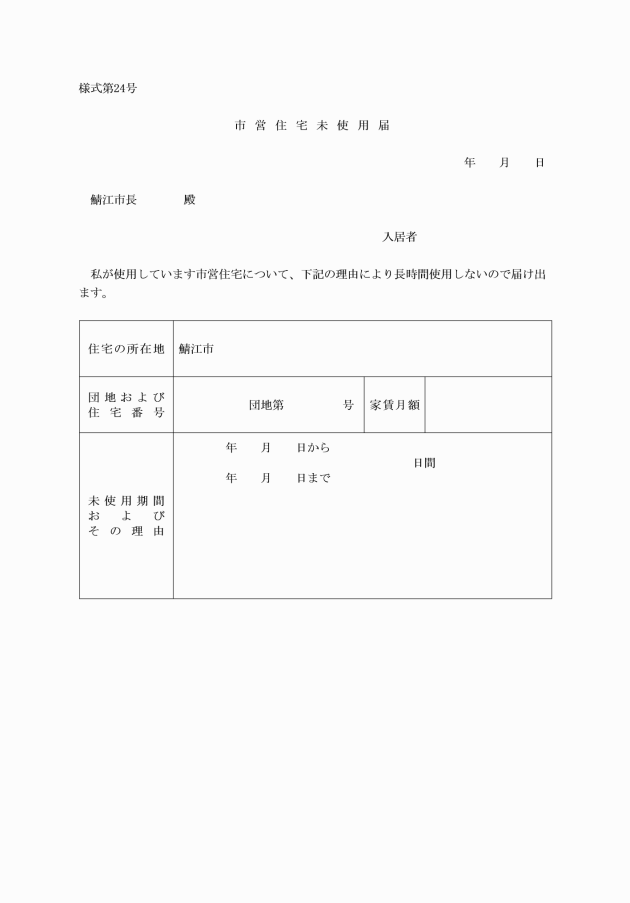 様式第24号
市営住宅未使用届
年　　月　　日
鯖江市長　　　　殿
入居者
私が使用しています市営住宅について、下記の理由により長時間使用しないので届け出
ます。
住宅の所在地　鯖江市
団地および
住宅番号
団地第　　　　　号　家賃月額
年　　月　　日から
日間
年　　月　　日まで
未使用期間
および
その理由